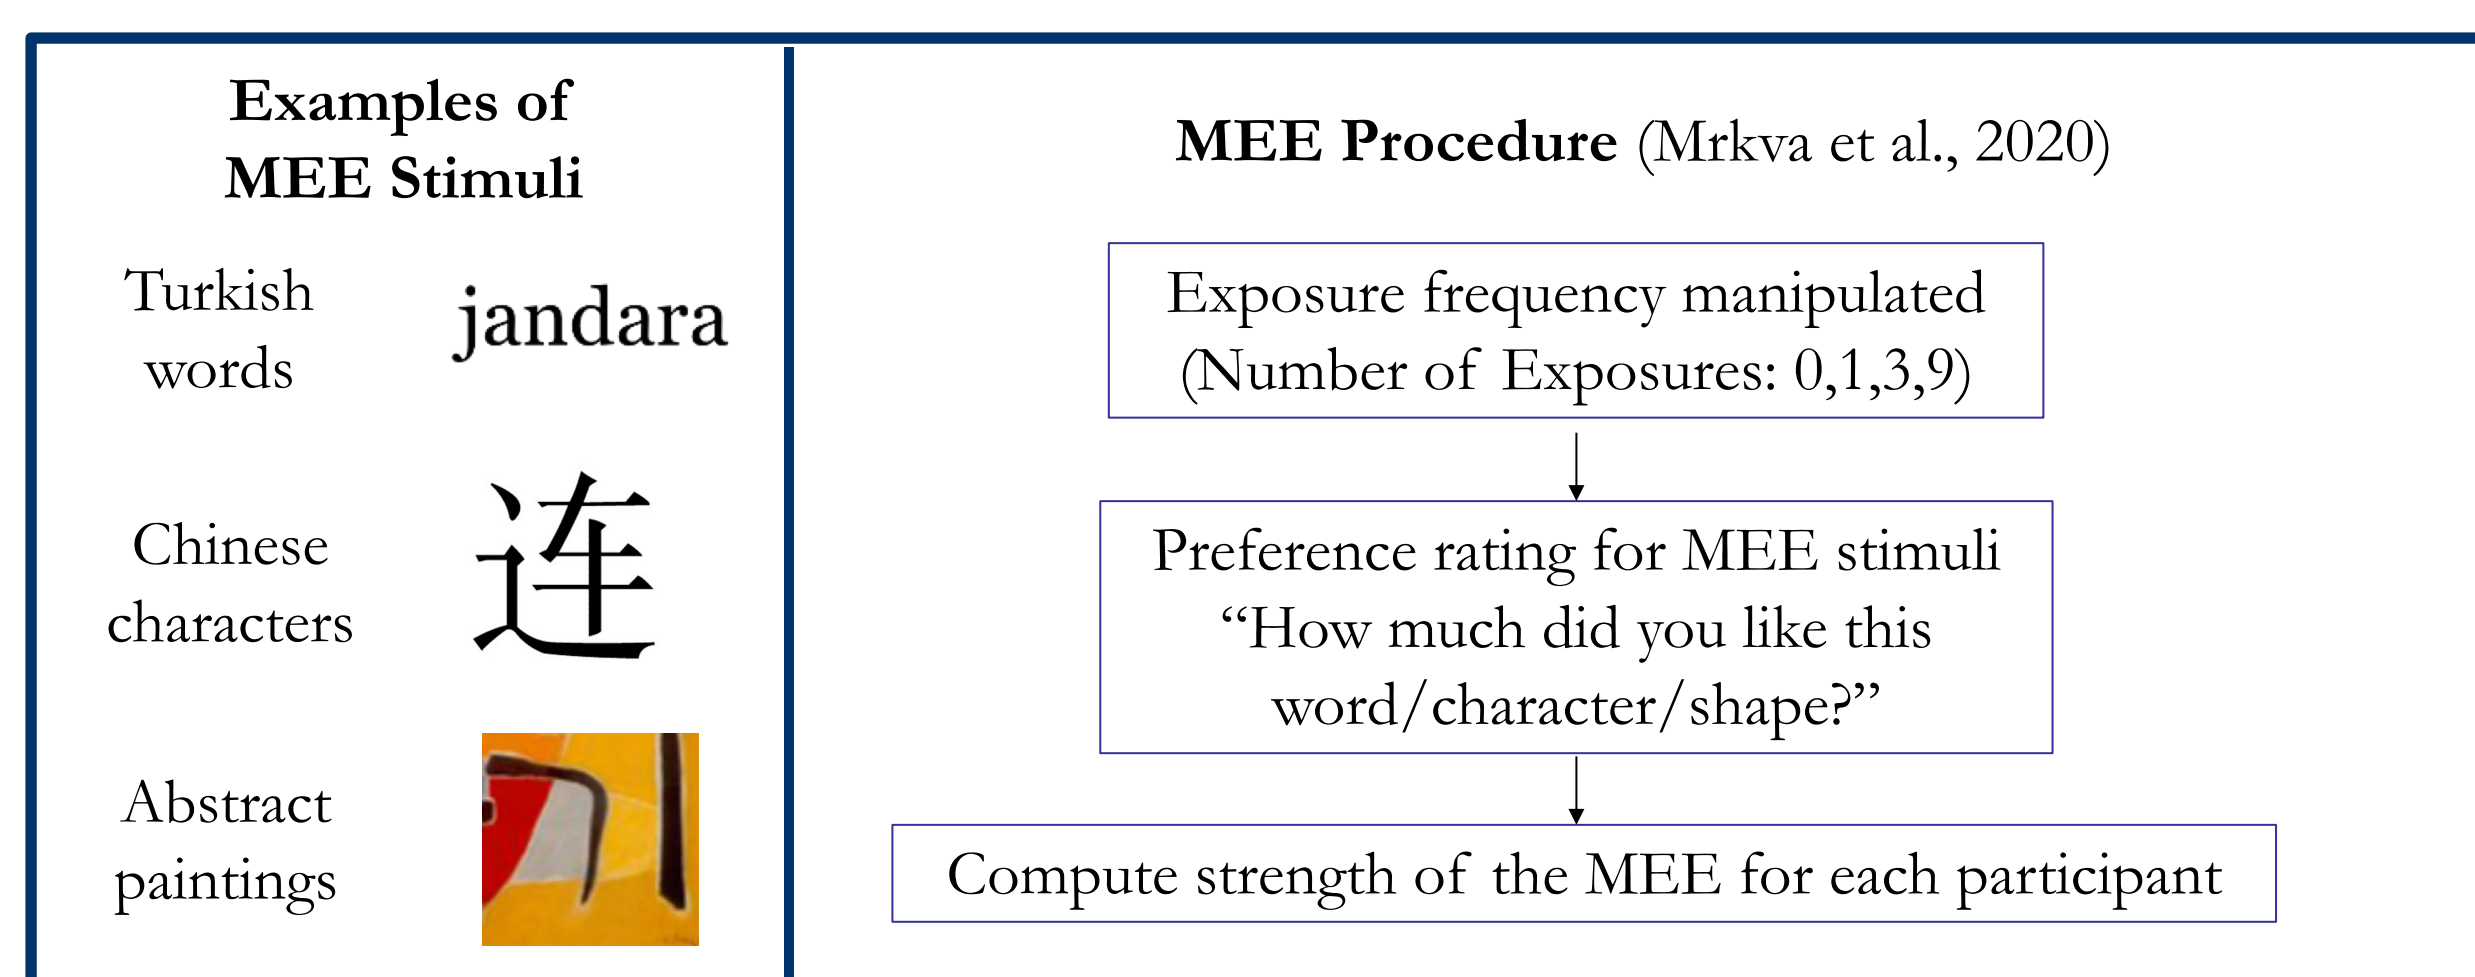 Examples of
MEE Stimuli
Turkish
words
jandara
Chinese
characters
连
Abstract
paintings
MEE Procedure (Mrkva et al., 2020)
Exposure frequency manipulated
(Number of Exposures: 0,1,3,9)
Preference rating for MEE stimuli
“How much did you like this
word/character/shape?”
Compute strength of the MEE for each participant